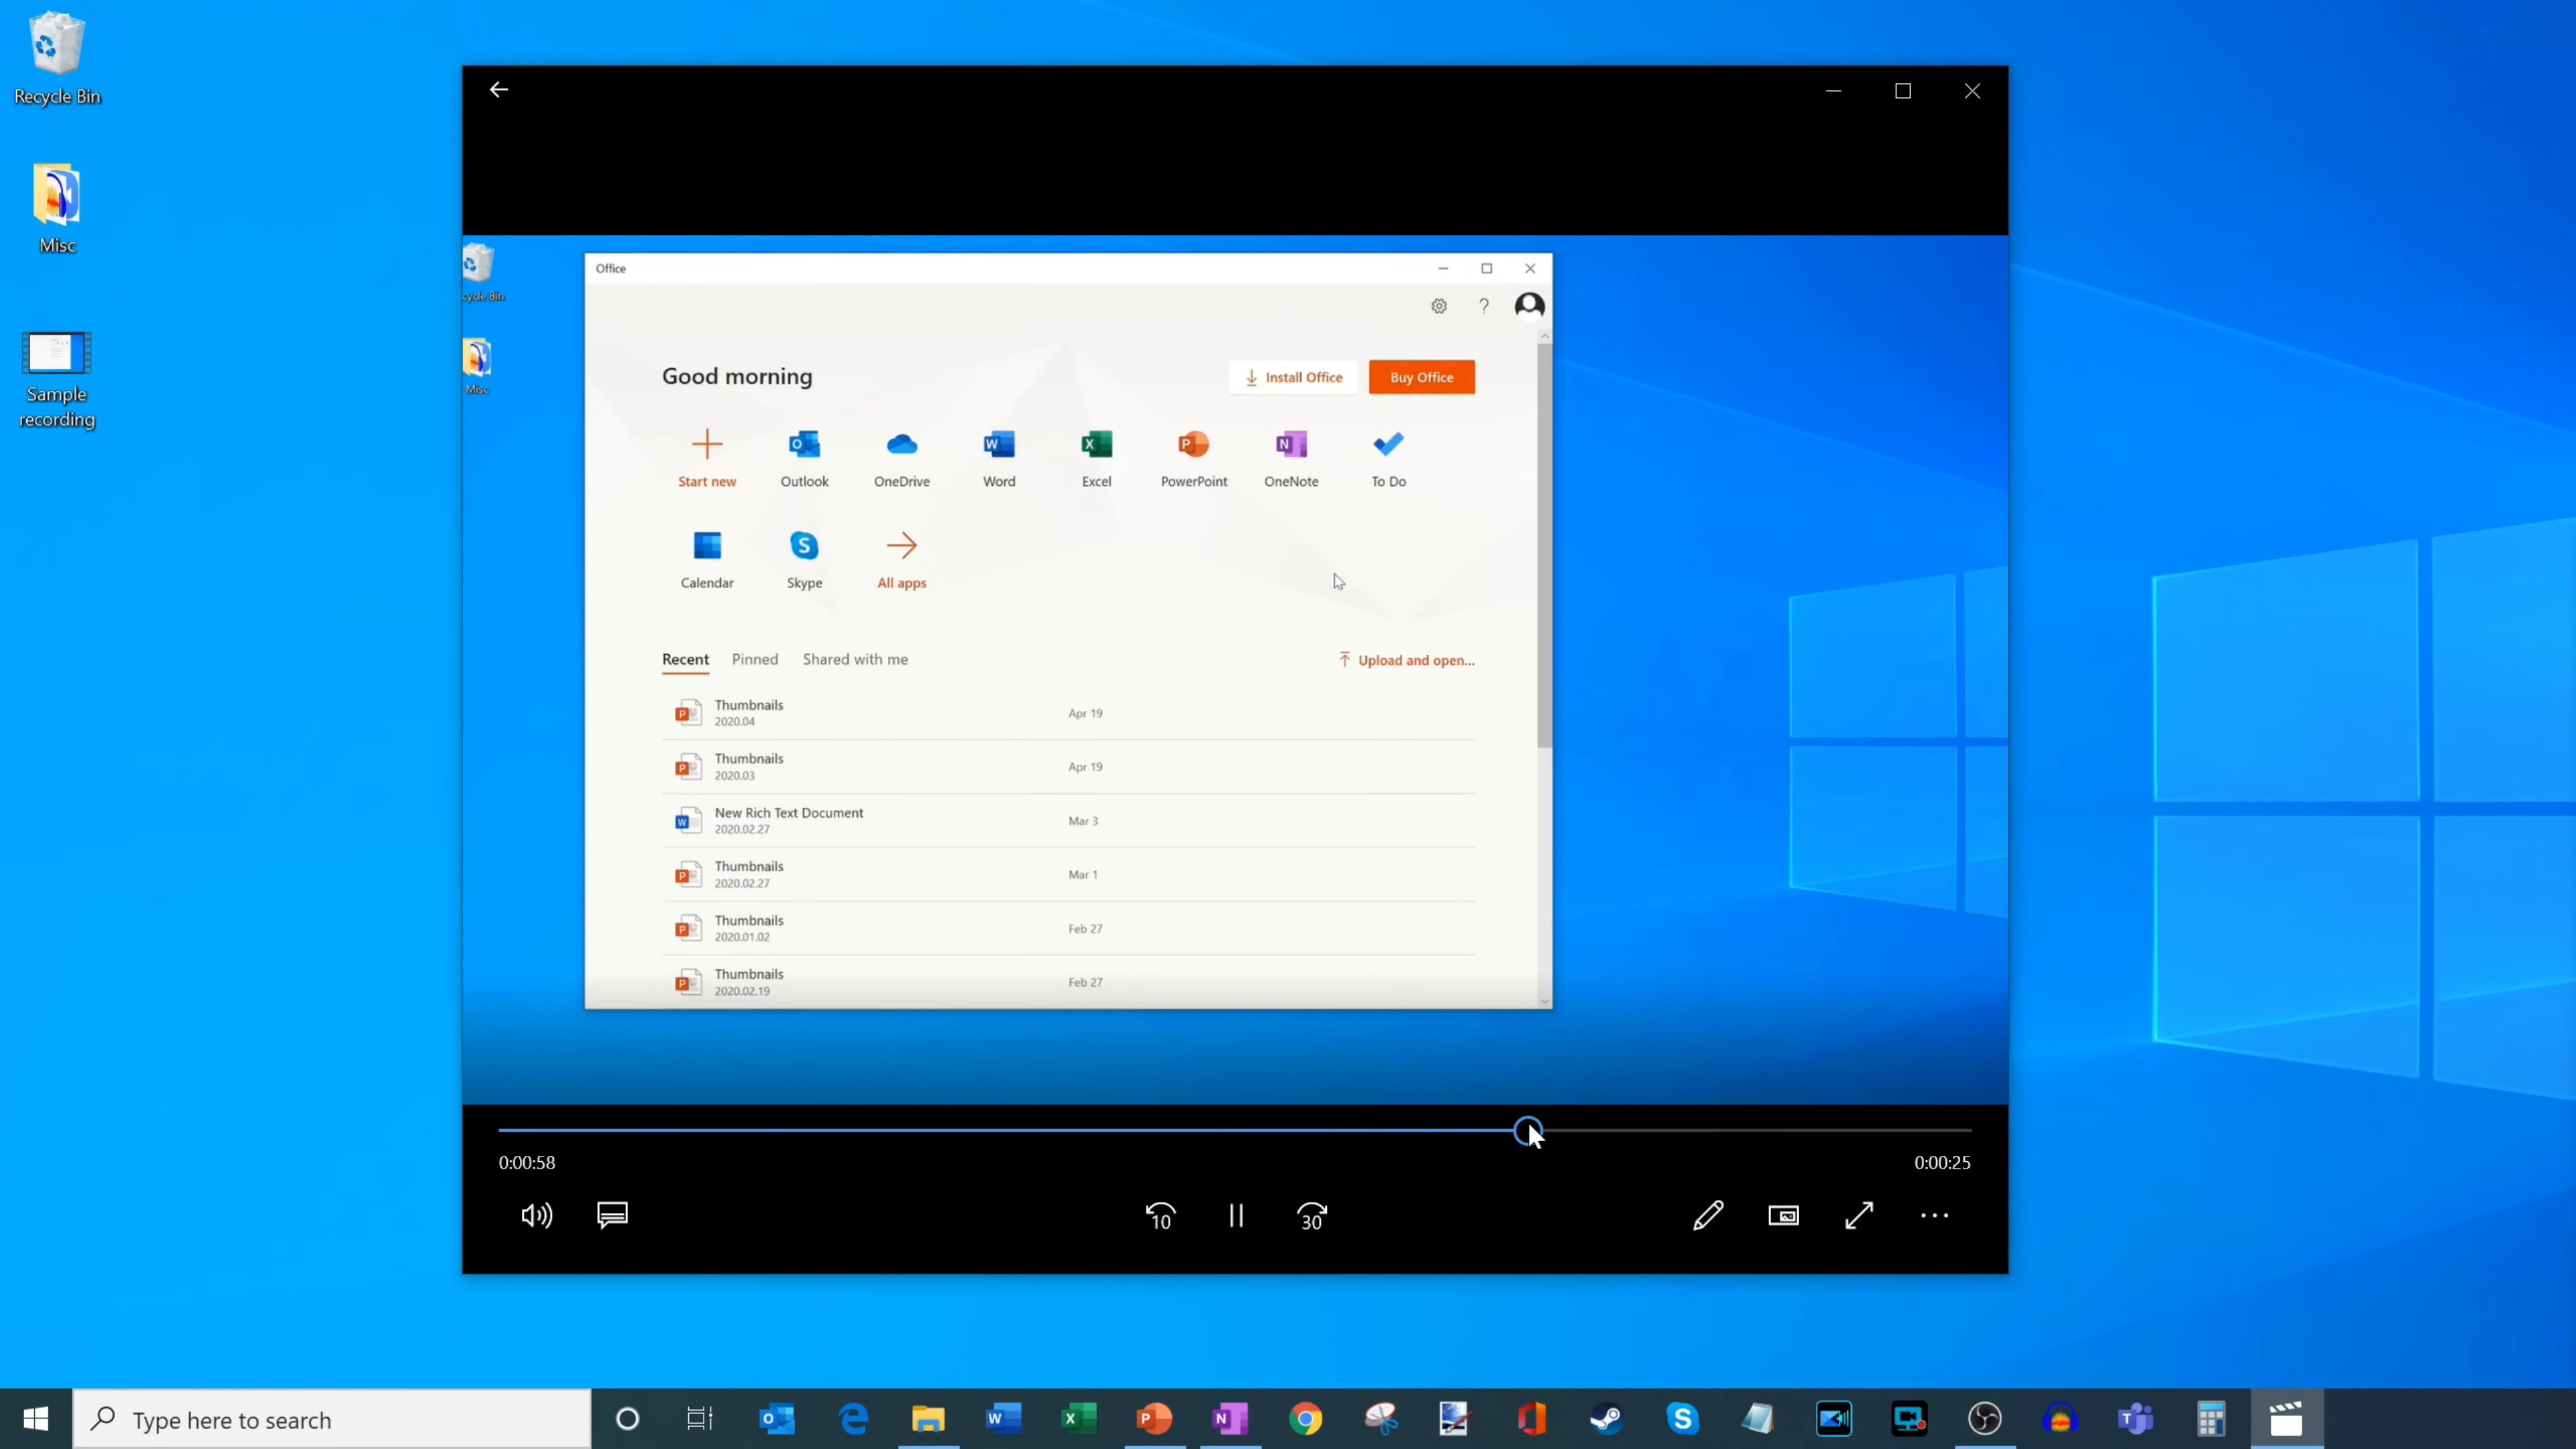 Recycle Bin
Misc
Sample
recording
cycle Bin
Misc
Office
Good morning
Install Office
Buy Office
Start new
Outlook
OneDrive
Word
Excel
PowerPoint
OneNote
To Do
Calendar
Skype
All apps
Recent
Pinned
Shared with me
Upload and open...
Thumbnails
2020.04
Apr 19
Thumbnails
2020.03
Apr 19
New Rich Text Document
2020.02.27
Mar 3
Thumbnails
2020.02.27
Mar 1
Thumbnails
2020.01.02
Feb 27
Thumbnails
2020.02.19
Feb 27
0:00:58
0:00:25
10
30
Type here to search